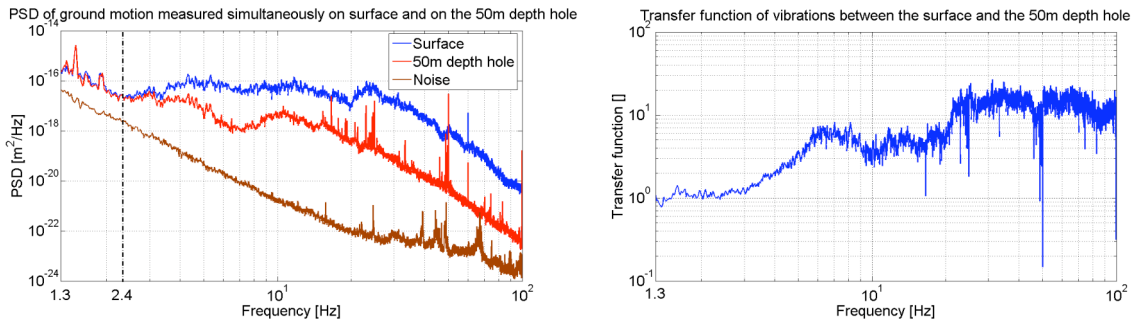 PSD of ground motion measured simultaneously on surface and on the 50m depth hole
10^-14
10^-16
10^-18
10^-20
10^-22
10^-24
PSD [m²/Hz]
Surface
50m depth hole
Noise
1.3
2.4
10^1
10^2
Frequency [Hz]
Transfer function of vibrations between the surface and the 50m depth hole
10^2
10^1
10^0
10^-1
Transfer function []
1.3
10^1
10^2
Frequency [Hz]